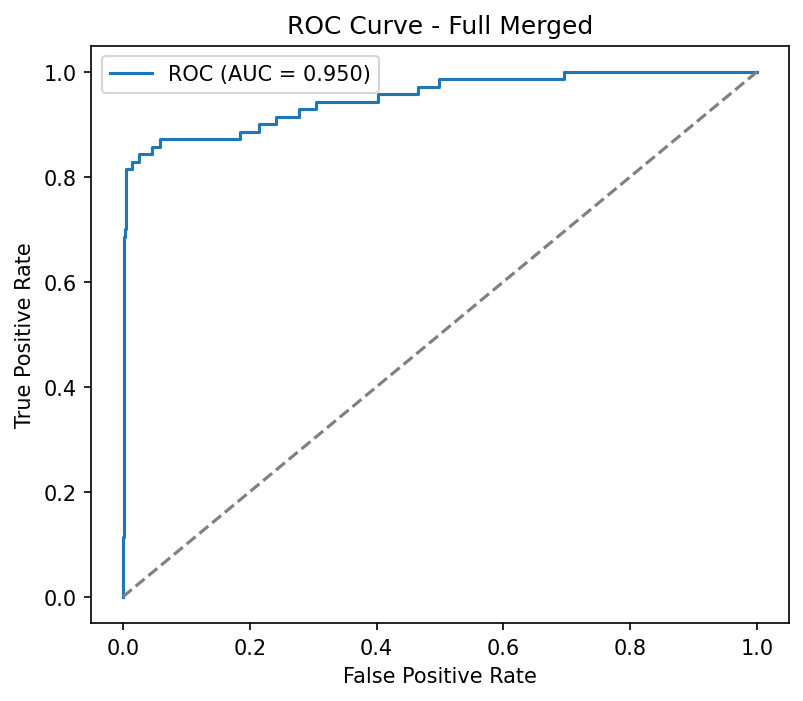 ROC Curve - Full Merged
ROC (AUC = 0.950)
1.0
0.8
0.6
0.4
0.2
0.0
True Positive Rate
0.0 0.2 0.4 0.6 0.8 1.0
False Positive Rate